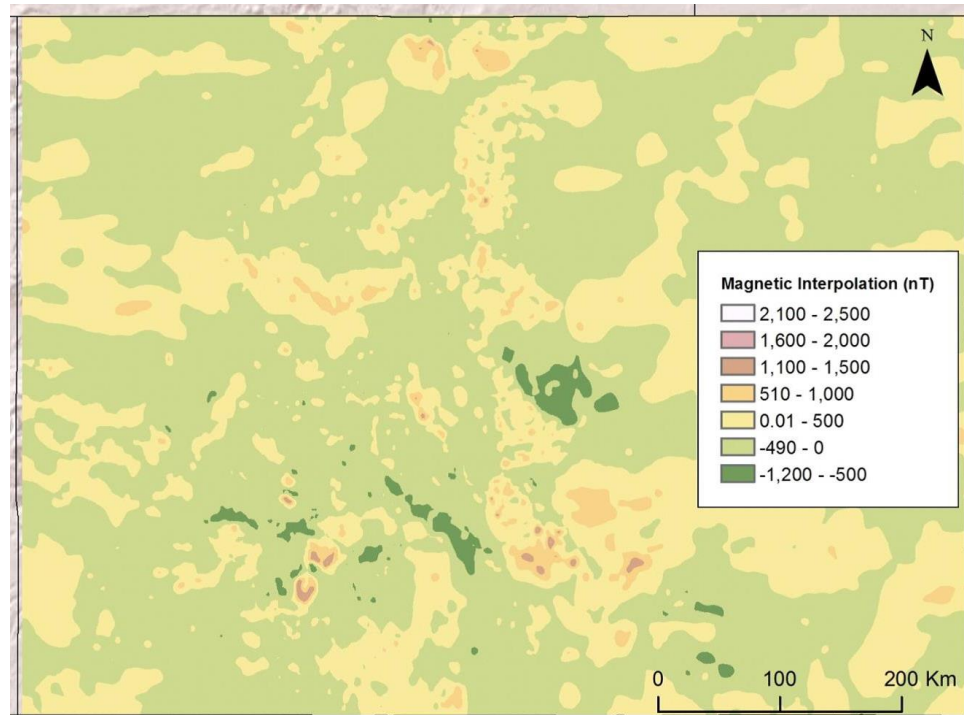 N
Magnetic Interpolation (nT)
2,100 - 2,500
1,600 - 2,000
1,100 - 1,500
510 - 1,000
0.01 - 500
-490 - 0
-1,200 - -500
0 100 200 Km